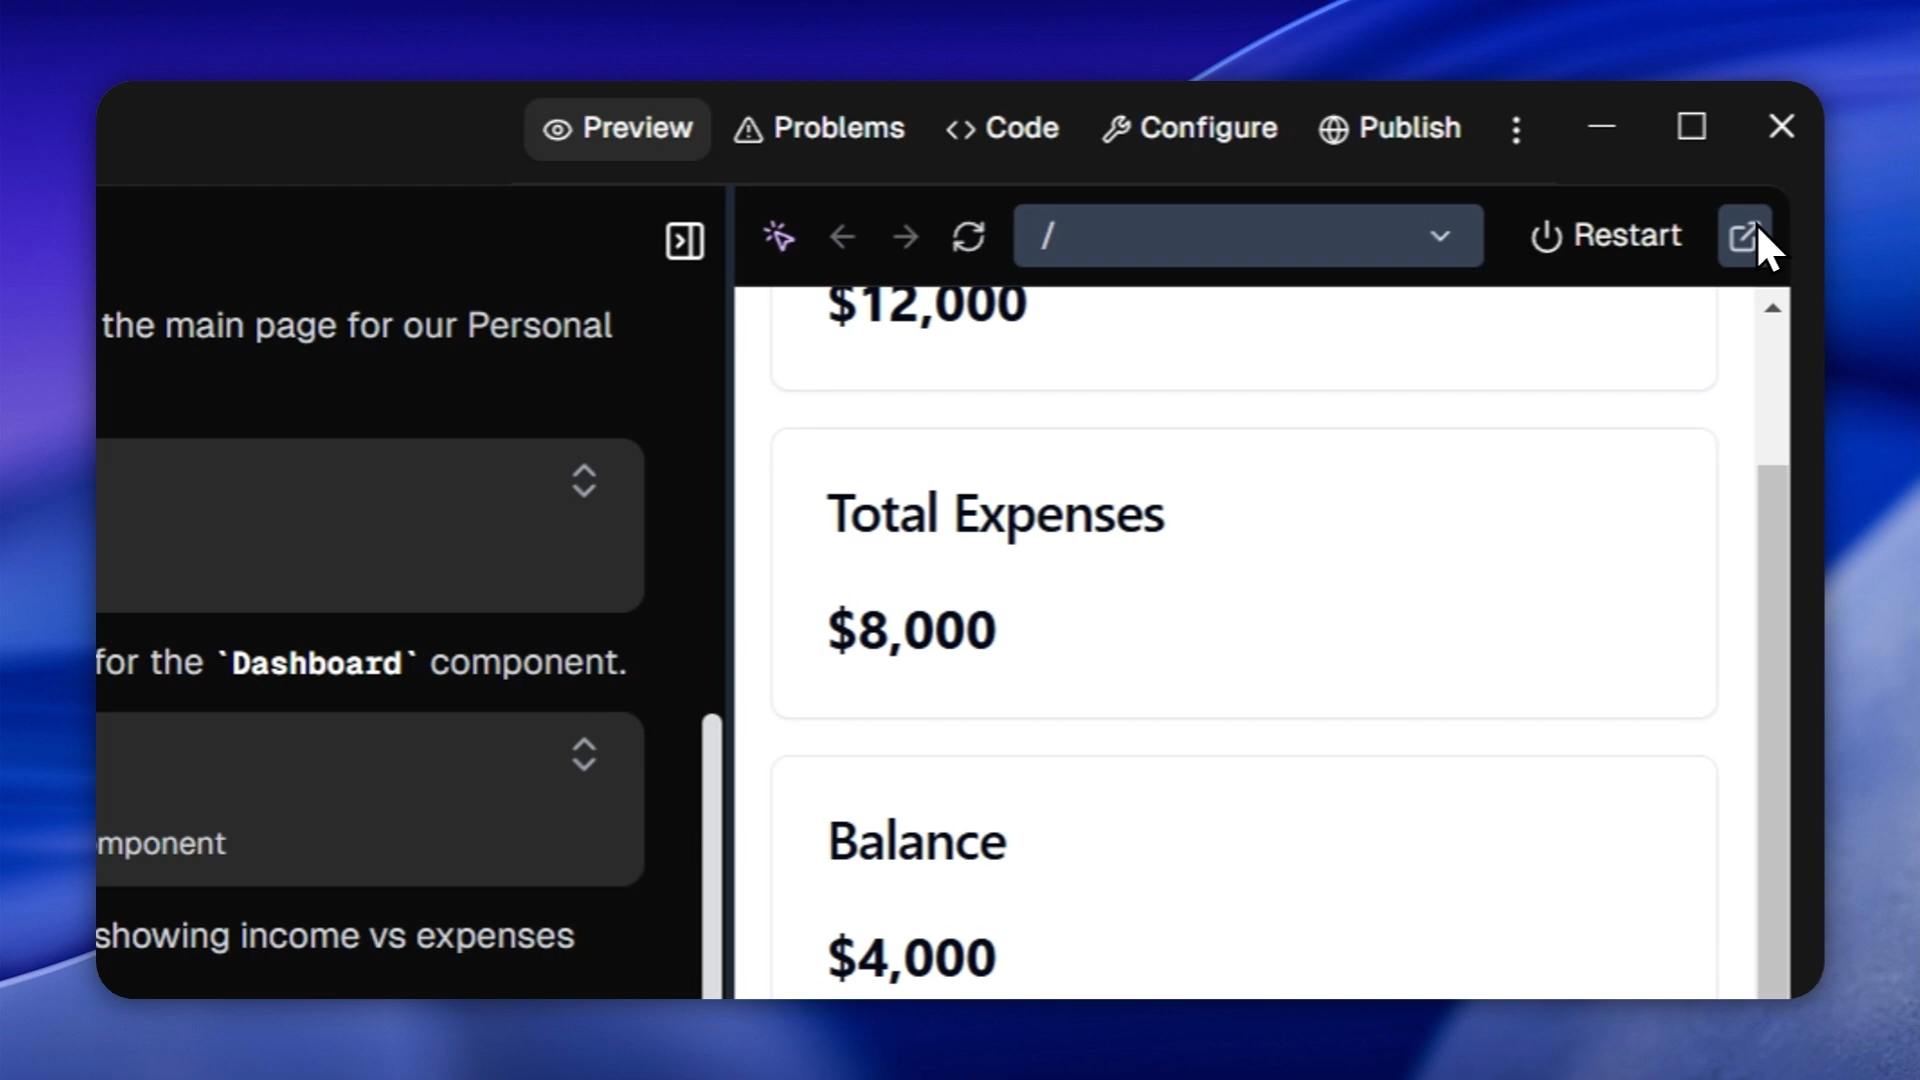 Preview Problems <> Code Configure Publish
/ Restart
the main page for our Personal
for the `Dashboard` component.
mponent
showing income vs expenses
$12,000
Total Expenses
$8,000
Balance
$4,000